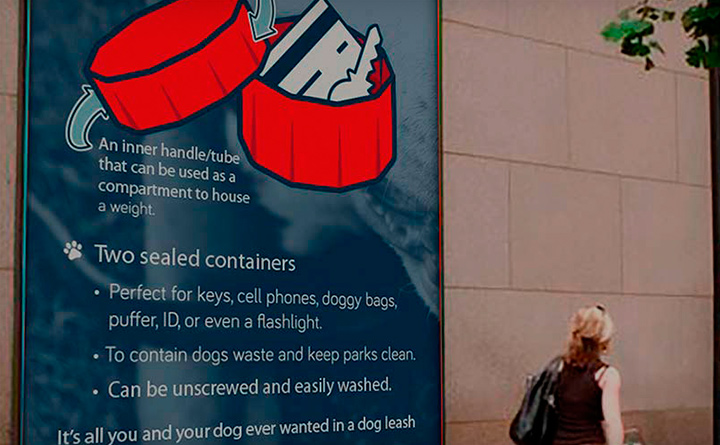 An inner handle/tube
that can be used as a
compartment to house
a weight.
Two sealed containers
• Perfect for keys, cell phones, doggy bags,
puffer, ID, or even a flashlight.
• To contain dogs waste and keep parks clean.
• Can be unscrewed and easily washed.
It's all you and your dog ever wanted in a dog leash